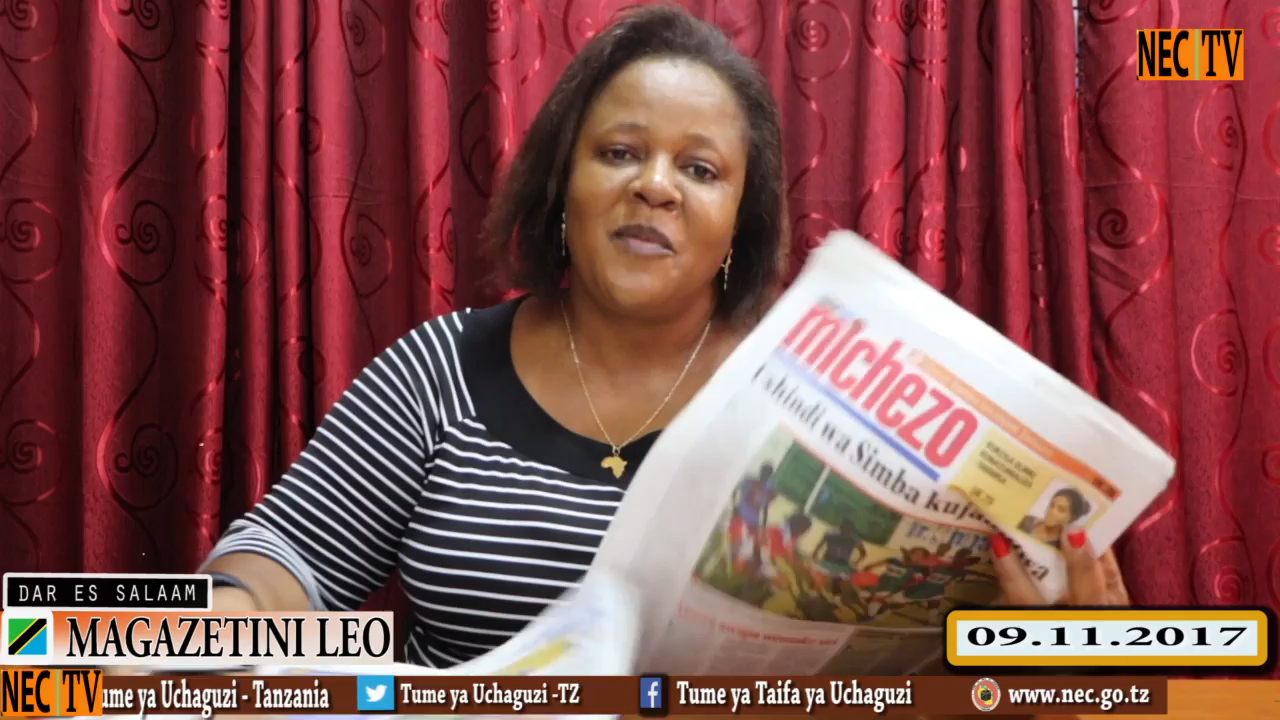 NEC TV
michezo
Ushindi wa Simba
DAR ES SALAAM
MAGAZETINI LEO
09.11.2017
NEC TV
ume ya Uchaguzi - Tanzania
Tume ya Uchaguzi -TZ
Tume ya Taifa ya Uchaguzi
www.nec.go.tz